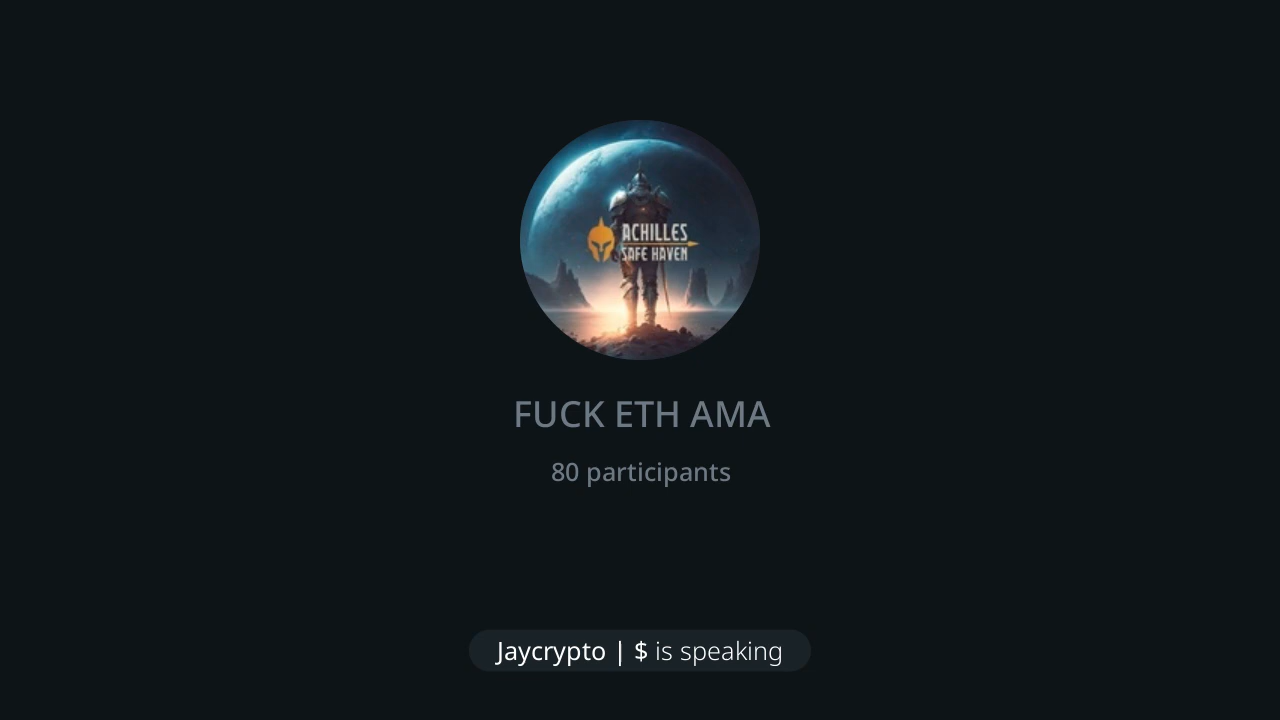 ACHILLES
SAFE HAVEN
FUCK ETH AMA
80 participants
Jaycrypto | $ is speaking